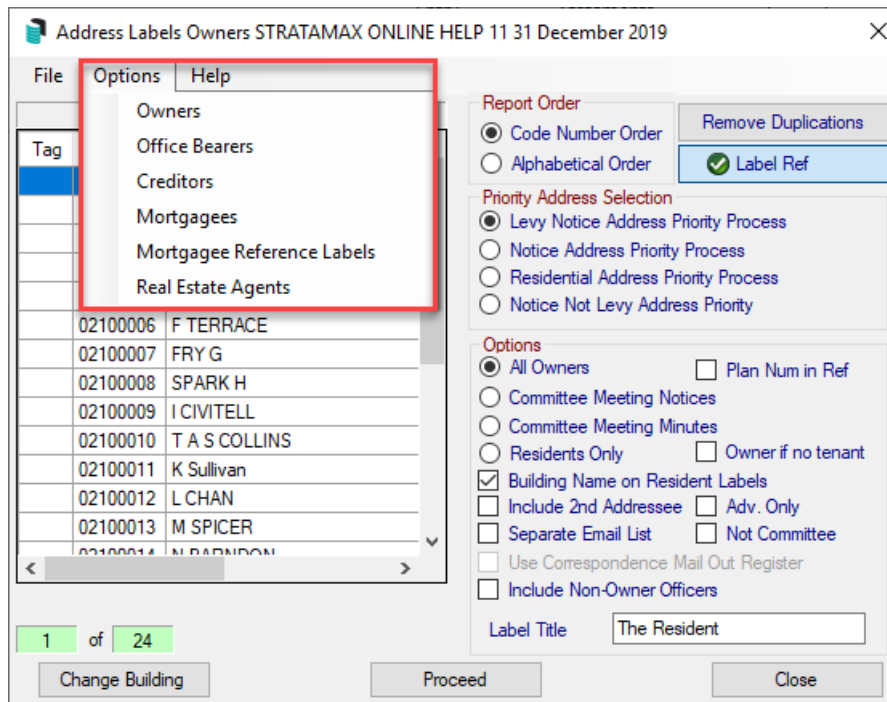 Address Labels Owners STRATAMAX ONLINE HELP 11 31 December 2019
File Options Help
Owners
Office Bearers
Creditors
Mortgagees
Mortgagee Reference Labels
Real Estate Agents
Tag
02100006 F TERRACE
02100007 FRY G
02100008 SPARK H
02100009 I CIVITELL
02100010 T A S COLLINS
02100011 K Sullivan
02100012 L CHAN
02100013 M SPICER
02100014 N BARNDON
1 of 24
Report Order
Code Number Order
Alphabetical Order
Remove Duplications
Label Ref
Priority Address Selection
Levy Notice Address Priority Process
Notice Address Priority Process
Residential Address Priority Process
Notice Not Levy Address Priority
Options
All Owners Plan Num in Ref
Committee Meeting Notices
Committee Meeting Minutes
Residents Only Owner if no tenant
Building Name on Resident Labels
Include 2nd Addressee Adv. Only
Separate Email List Not Committee
Use Correspondence Mail Out Register
Include Non-Owner Officers
Label Title The Resident
Change Building Proceed Close